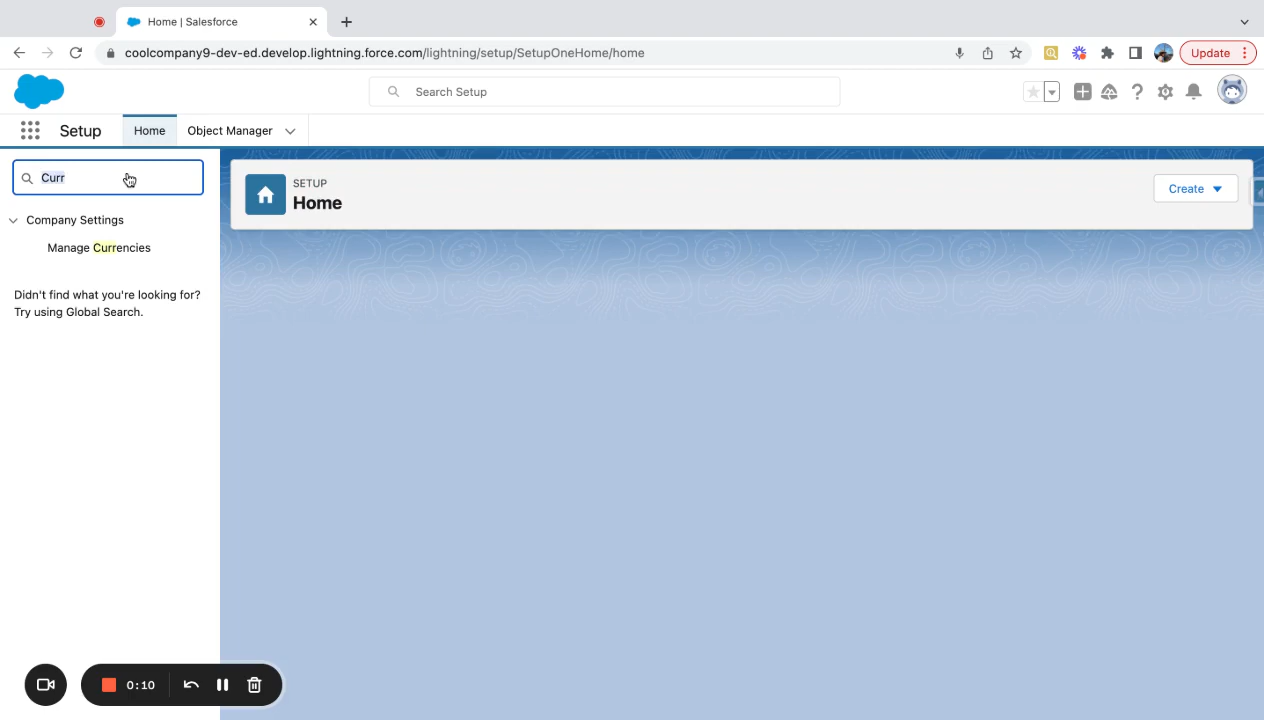 Home | Salesforce
coolcompany9-dev-ed.develop.lightning.force.com/lightning/setup/SetupOneHome/home
Update
Search Setup
Setup
Home
Object Manager
Curr
Company Settings
Manage Currencies
Didn't find what you're looking for?
Try using Global Search.
SETUP
Home
Create
0:10